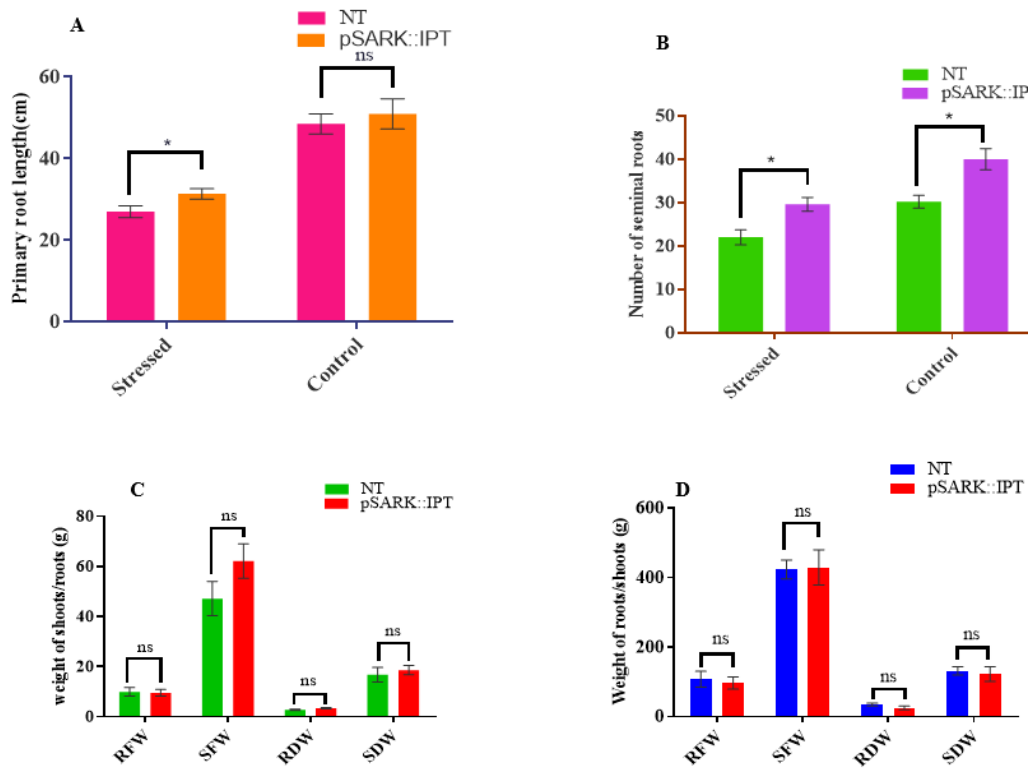 A
NT
pSARK::IPT
ns
*
Primary root length(cm)
60
40
20
0
Stressed
Control
B
NT
pSARK::IP
*
*
Number of seminal roots
50
40
30
20
10
0
Stressed
Control
C
NT
pSARK::IPT
weight of shoots/roots (g)
80
60
40
20
0
ns
ns
ns
ns
RFW
SFW
RDW
SDW
D
NT
pSARK::IPT
Weight of roots/shoots (g)
600
400
200
0
ns
ns
ns
ns
RFW
SFW
RDW
SDW